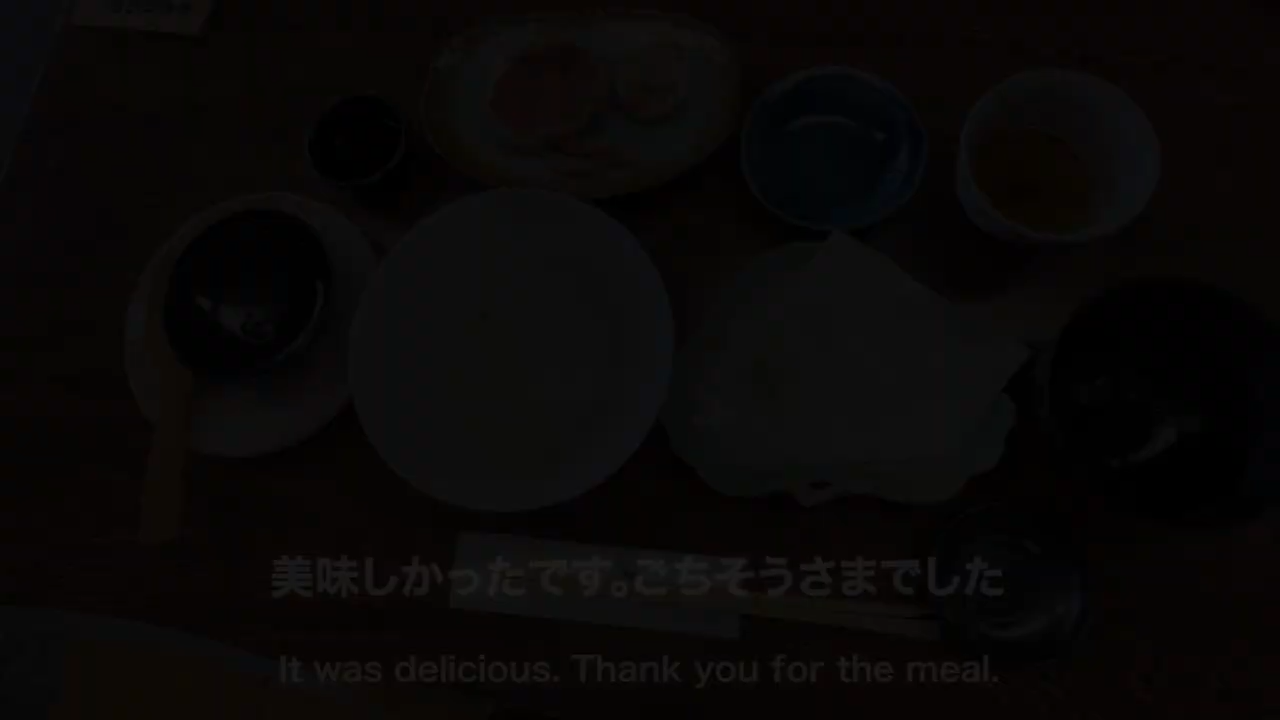 美味しかったです。ごちそうさまでした
It was delicious. Thank you for the meal.